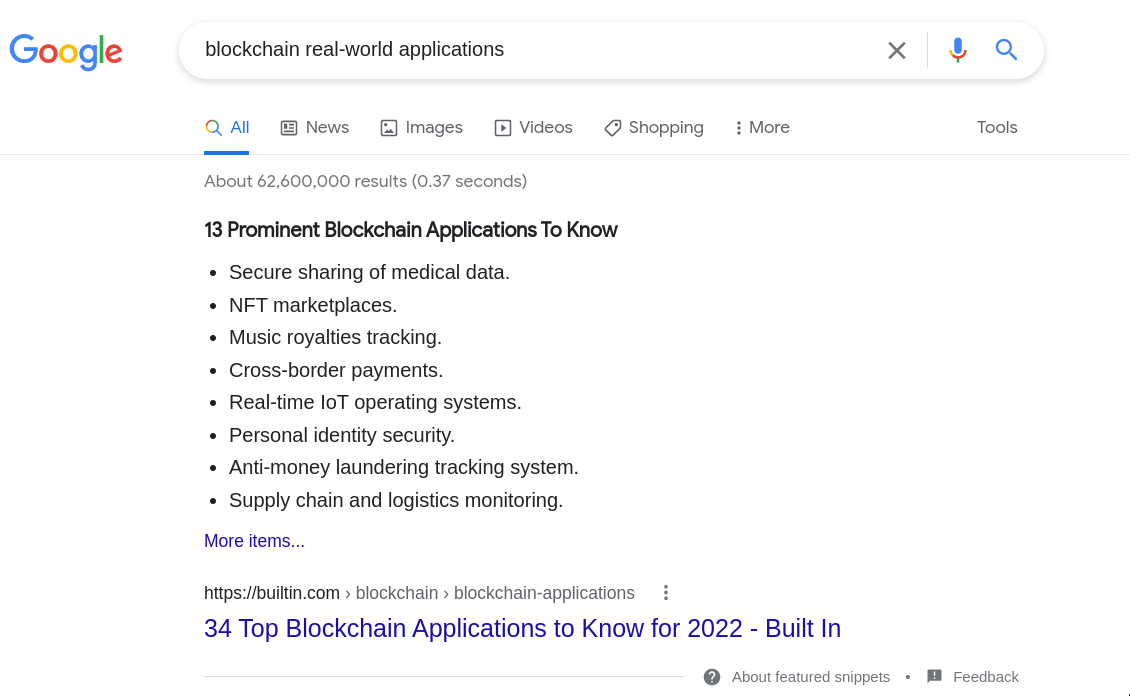 Google
blockchain real-world applications
All News Images Videos Shopping More Tools
About 62,600,000 results (0.37 seconds)
13 Prominent Blockchain Applications To Know
• Secure sharing of medical data.
• NFT marketplaces.
• Music royalties tracking.
• Cross-border payments.
• Real-time IoT operating systems.
• Personal identity security.
• Anti-money laundering tracking system.
• Supply chain and logistics monitoring.
More items...
https://builtin.com › blockchain › blockchain-applications
34 Top Blockchain Applications to Know for 2022 - Built In
About featured snippets • Feedback